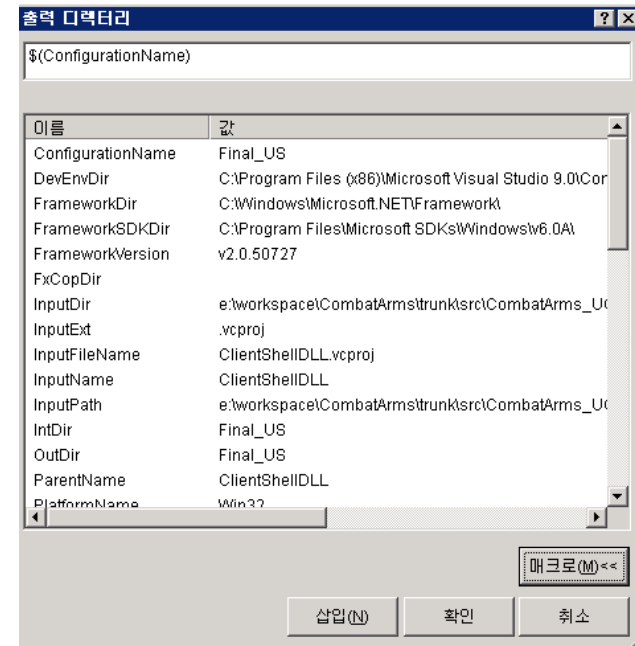 출력 디렉터리
$(ConfigurationName)
이름 값
ConfigurationName Final_US
DevEnvDir C:\Program Files (x86)\Microsoft Visual Studio 9.0\Cor
FrameworkDir C:\Windows\Microsoft.NET\Framework\
FrameworkSDKDir C:\Program Files\Microsoft SDKs\Windows\v6.0A\
FrameworkVersion v2.0.50727
FxCopDir
InputDir e:\workspace\CombatArms\trunk\src\CombatArms_U
InputExt .vcproj
InputFileName ClientShellDLL.vcproj
InputName ClientShellDLL
InputPath e:\workspace\CombatArms\trunk\src\CombatArms_U
IntDir Final_US
OutDir Final_US
ParentName ClientShellDLL
PlatformName Win32
매크로(M)<<
삽입(N) 확인 취소